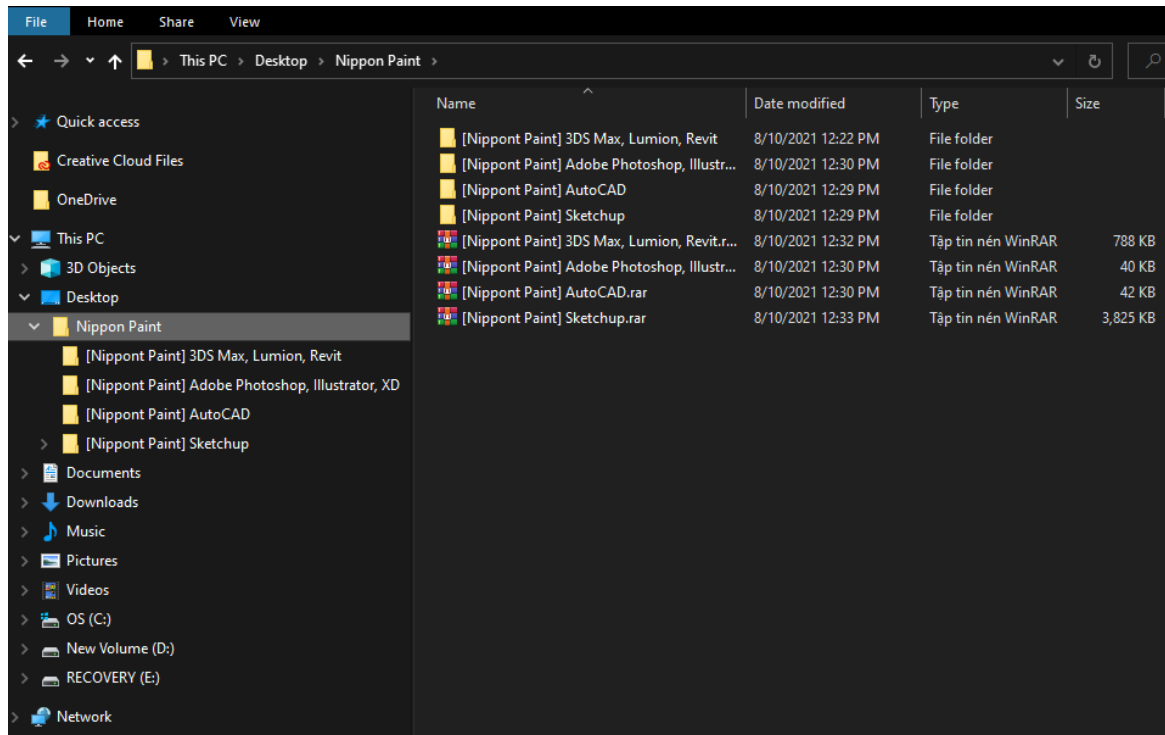 File Home Share View
This PC > Desktop > Nippon Paint >
Name Date modified Type Size
Quick access
Creative Cloud Files
OneDrive
This PC
3D Objects
Desktop
Nippon Paint
[Nippont Paint] 3DS Max, Lumion, Revit
[Nippont Paint] Adobe Photoshop, Illustrator, XD
[Nippont Paint] AutoCAD
[Nippont Paint] Sketchup
Documents
Downloads
Music
Pictures
Videos
OS (C:)
New Volume (D:)
RECOVERY (E:)
Network
[Nippont Paint] 3DS Max, Lumion, Revit 8/10/2021 12:22 PM File folder
[Nippont Paint] Adobe Photoshop, Illustr... 8/10/2021 12:30 PM File folder
[Nippont Paint] AutoCAD 8/10/2021 12:29 PM File folder
[Nippont Paint] Sketchup 8/10/2021 12:29 PM File folder
[Nippont Paint] 3DS Max, Lumion, Revit.r... 8/10/2021 12:32 PM Tập tin nén WinRAR 788 KB
[Nippont Paint] Adobe Photoshop, Illustr... 8/10/2021 12:30 PM Tập tin nén WinRAR 40 KB
[Nippont Paint] AutoCAD.rar 8/10/2021 12:30 PM Tập tin nén WinRAR 42 KB
[Nippont Paint] Sketchup.rar 8/10/2021 12:33 PM Tập tin nén WinRAR 3,825 KB